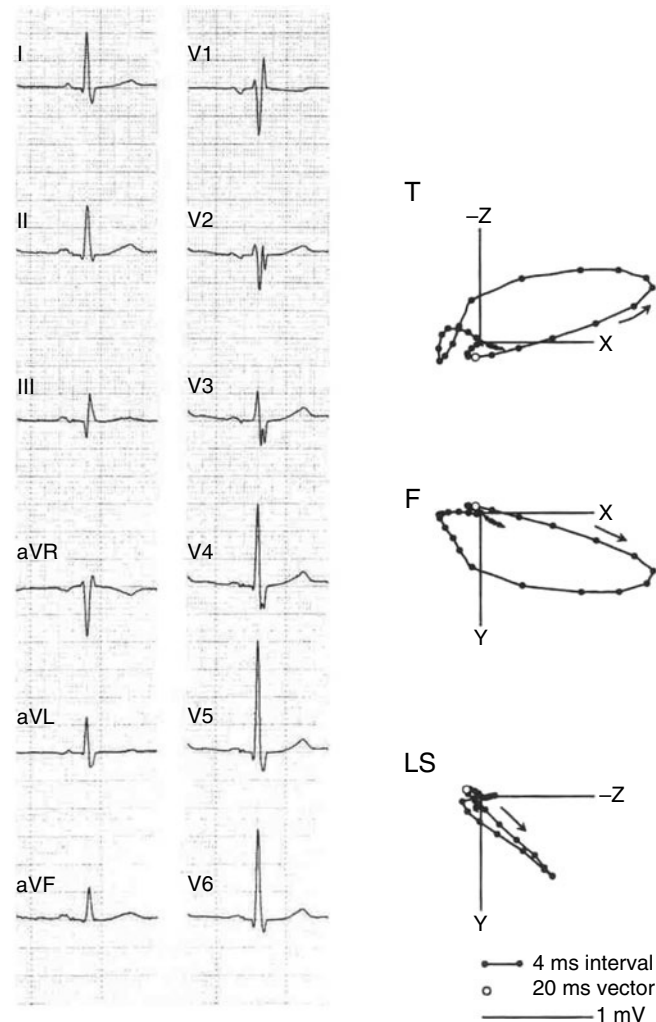 I
V1
II
V2
III
V3
aVR
V4
aVL
V5
aVF
V6
T
–Z
X
F
X
Y
LS
–Z
Y
4 ms interval
20 ms vector
1 mV